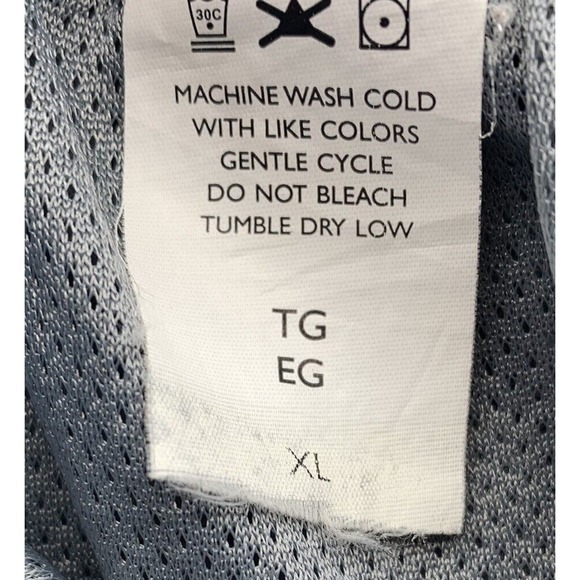 30C
MACHINE WASH COLD
WITH LIKE COLORS
GENTLE CYCLE
DO NOT BLEACH
TUMBLE DRY LOW
TG
EG
XL